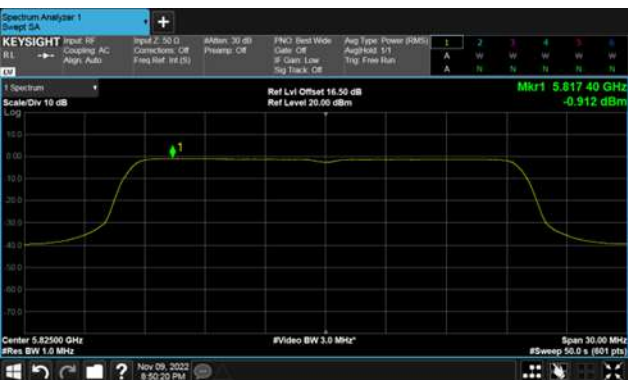 Spectrum Analyzer 1
Swept SA
+
KEYSIGHT Input: RF Input Z: 50 Ω #Atten: 30 dB PNO: Best Wide Avg Type: Power (RMS) 1 2 3 4 5 6
RL Coupling: AC Corrections: Off Preamp: Off Gate: Off Avg|Hold: 1/1 A W W W W W
Align: Auto Freq Ref: Int (S) IF Gain: Low Trig: Free Run A N N N N N
LXI Sig Track: Off
1 Spectrum Ref Lvl Offset 16.50 dB Mkr1 5.817 40 GHz
Scale/Div 10 dB Ref Level 20.00 dBm -0.912 dBm
Log
10.0
1
0.00
-10.0
-20.0
-30.0
-40.0
-50.0
-60.0
-70.0
Center 5.82500 GHz #Video BW 3.0 MHz* Span 30.00 MHz
#Res BW 1.0 MHz #Sweep 50.0 s (601 pts)
? Nov 09, 2022
8:50:20 PM